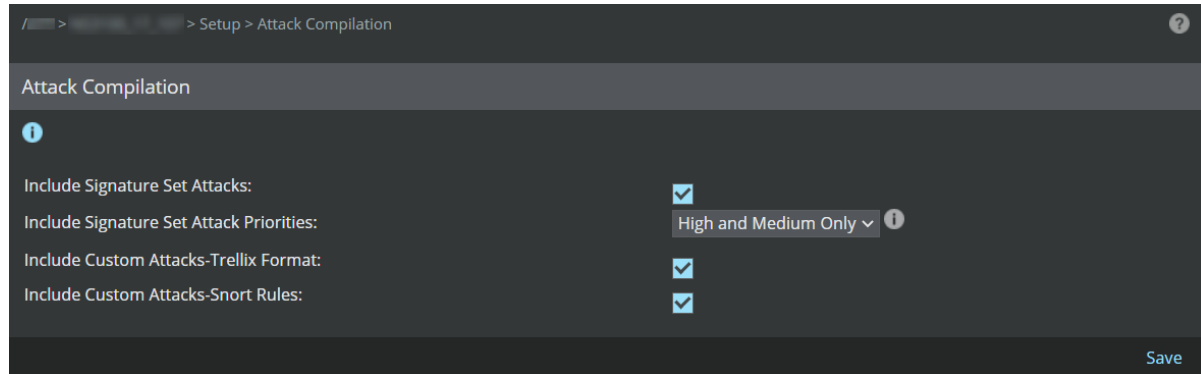 / > > Setup > Attack Compilation
Attack Compilation
Include Signature Set Attacks:
Include Signature Set Attack Priorities: High and Medium Only
Include Custom Attacks-Trellix Format:
Include Custom Attacks-Snort Rules:
Save